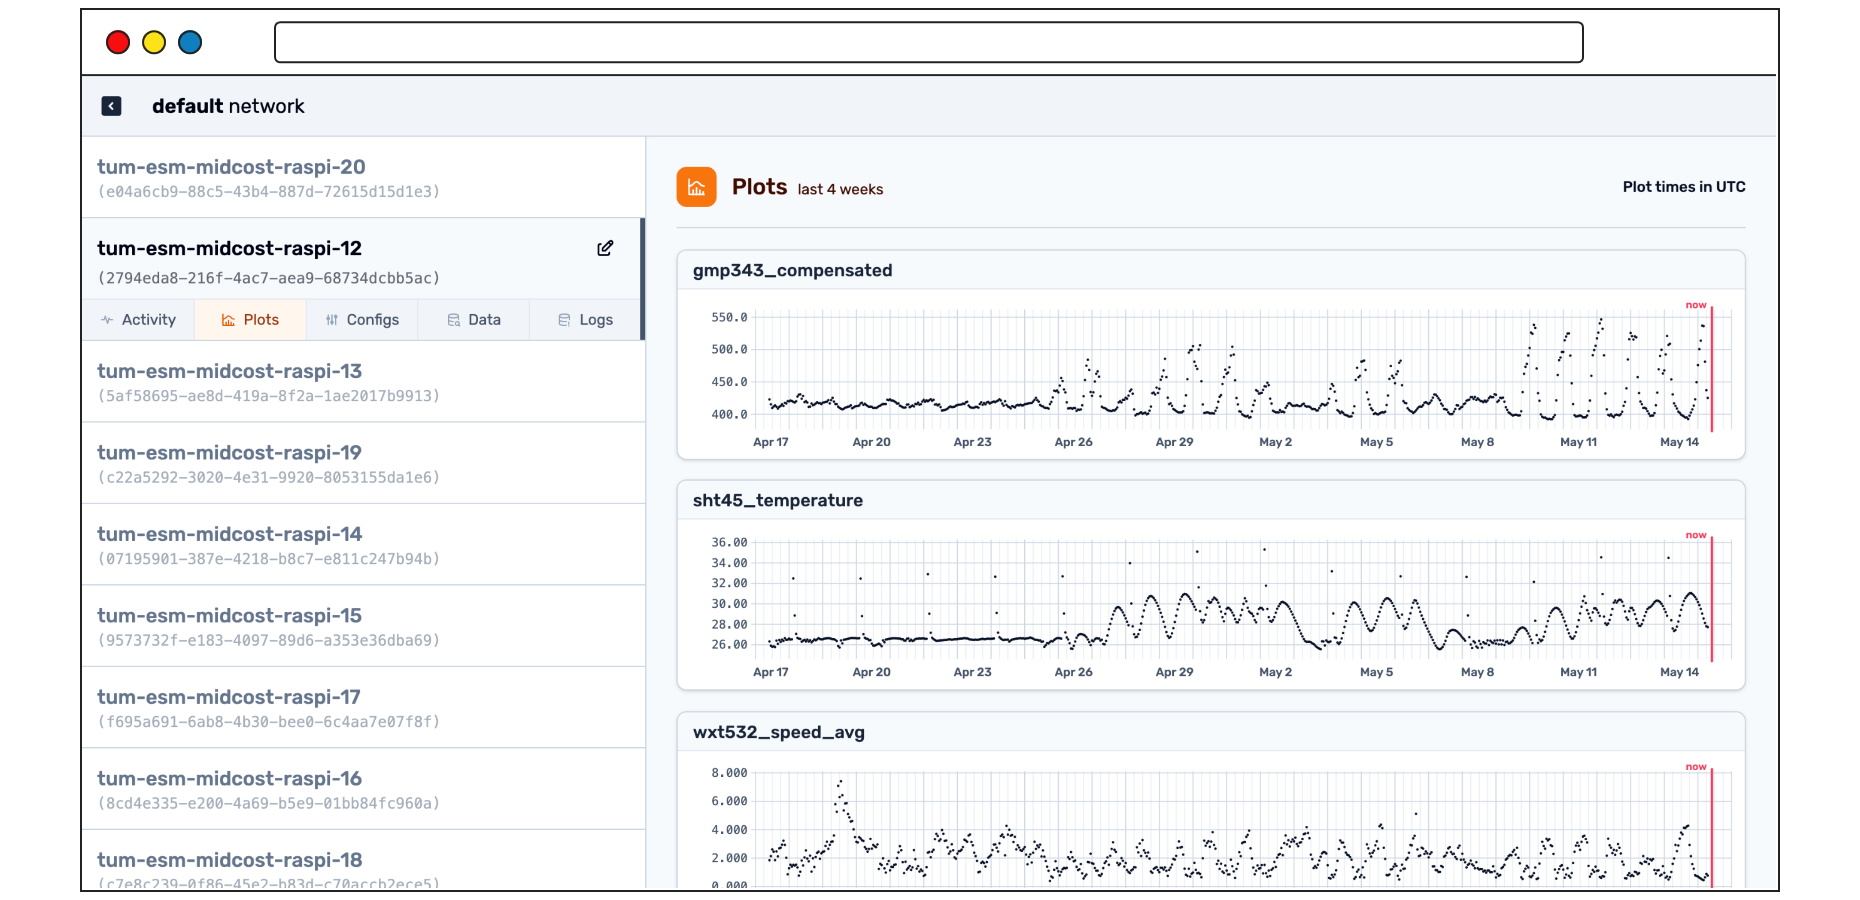 default network
tum-esm-midcost-raspi-20
(e04a6cb9-88c5-43b4-887d-72615d15d1e3)
tum-esm-midcost-raspi-12
(2794eda8-216f-4ac7-aea9-68734dcbb5ac)
Activity Plots Configs Data Logs
tum-esm-midcost-raspi-13
(5af58695-ae8d-419a-8f2a-1ae2017b9913)
tum-esm-midcost-raspi-19
(c22a5292-3020-4e31-9920-8053155da1e6)
tum-esm-midcost-raspi-14
(07195901-387e-4218-b8c7-e811c247b94b)
tum-esm-midcost-raspi-15
(9573732f-e183-4097-89d6-a353e36dba69)
tum-esm-midcost-raspi-17
(f695a691-6ab8-4b30-bee0-6c4aa7e07f8f)
tum-esm-midcost-raspi-16
(8cd4e335-e200-4a69-b5e9-01bb84fc960a)
tum-esm-midcost-raspi-18
(c7e8c239-0f86-45e2-b83d-c70accb2ece5)
Plots last 4 weeks
Plot times in UTC
gmp343_compensated
now
550.0
500.0
450.0
400.0
Apr 17 Apr 20 Apr 23 Apr 26 Apr 29 May 2 May 5 May 8 May 11 May 14
sht45_temperature
now
36.00
34.00
32.00
30.00
28.00
26.00
Apr 17 Apr 20 Apr 23 Apr 26 Apr 29 May 2 May 5 May 8 May 11 May 14
wxt532_speed_avg
now
8.000
6.000
4.000
2.000
0.000